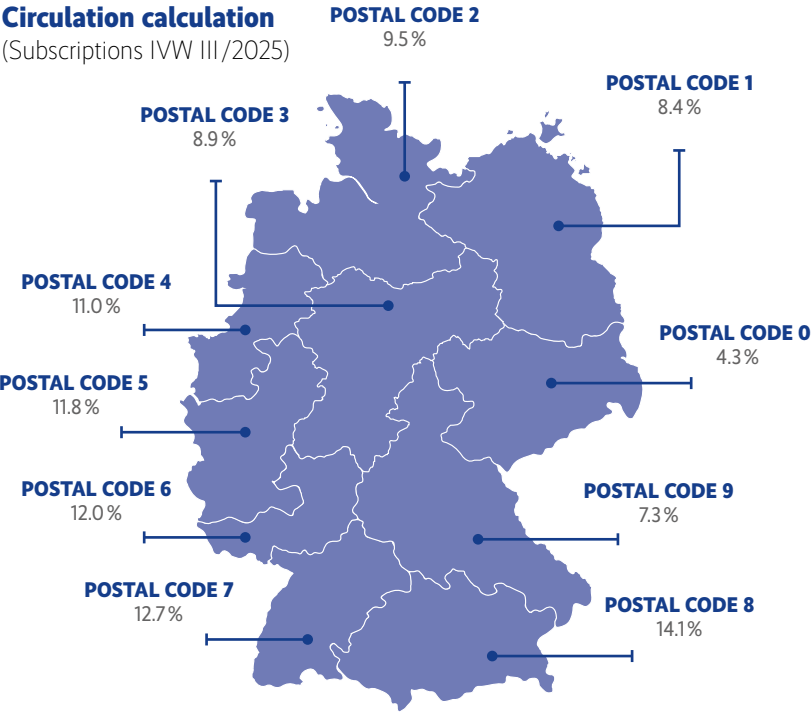 Circulation calculation
(Subscriptions IVW III/2025)
POSTAL CODE 2
9.5 %
POSTAL CODE 1
8.4 %
POSTAL CODE 3
8.9 %
POSTAL CODE 4
11.0 %
POSTAL CODE 0
4.3 %
POSTAL CODE 5
11.8 %
POSTAL CODE 6
12.0 %
POSTAL CODE 9
7.3 %
POSTAL CODE 7
12.7 %
POSTAL CODE 8
14.1 %